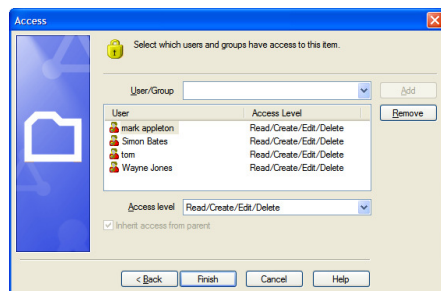 Access
Select which users and groups have access to this item.
User/Group
Add
User Access Level
Remove
mark appleton Read/Create/Edit/Delete
Simon Bates Read/Create/Edit/Delete
tom Read/Create/Edit/Delete
Wayne Jones Read/Create/Edit/Delete
Access level Read/Create/Edit/Delete
Inherit access from parent
< Back Finish Cancel Help